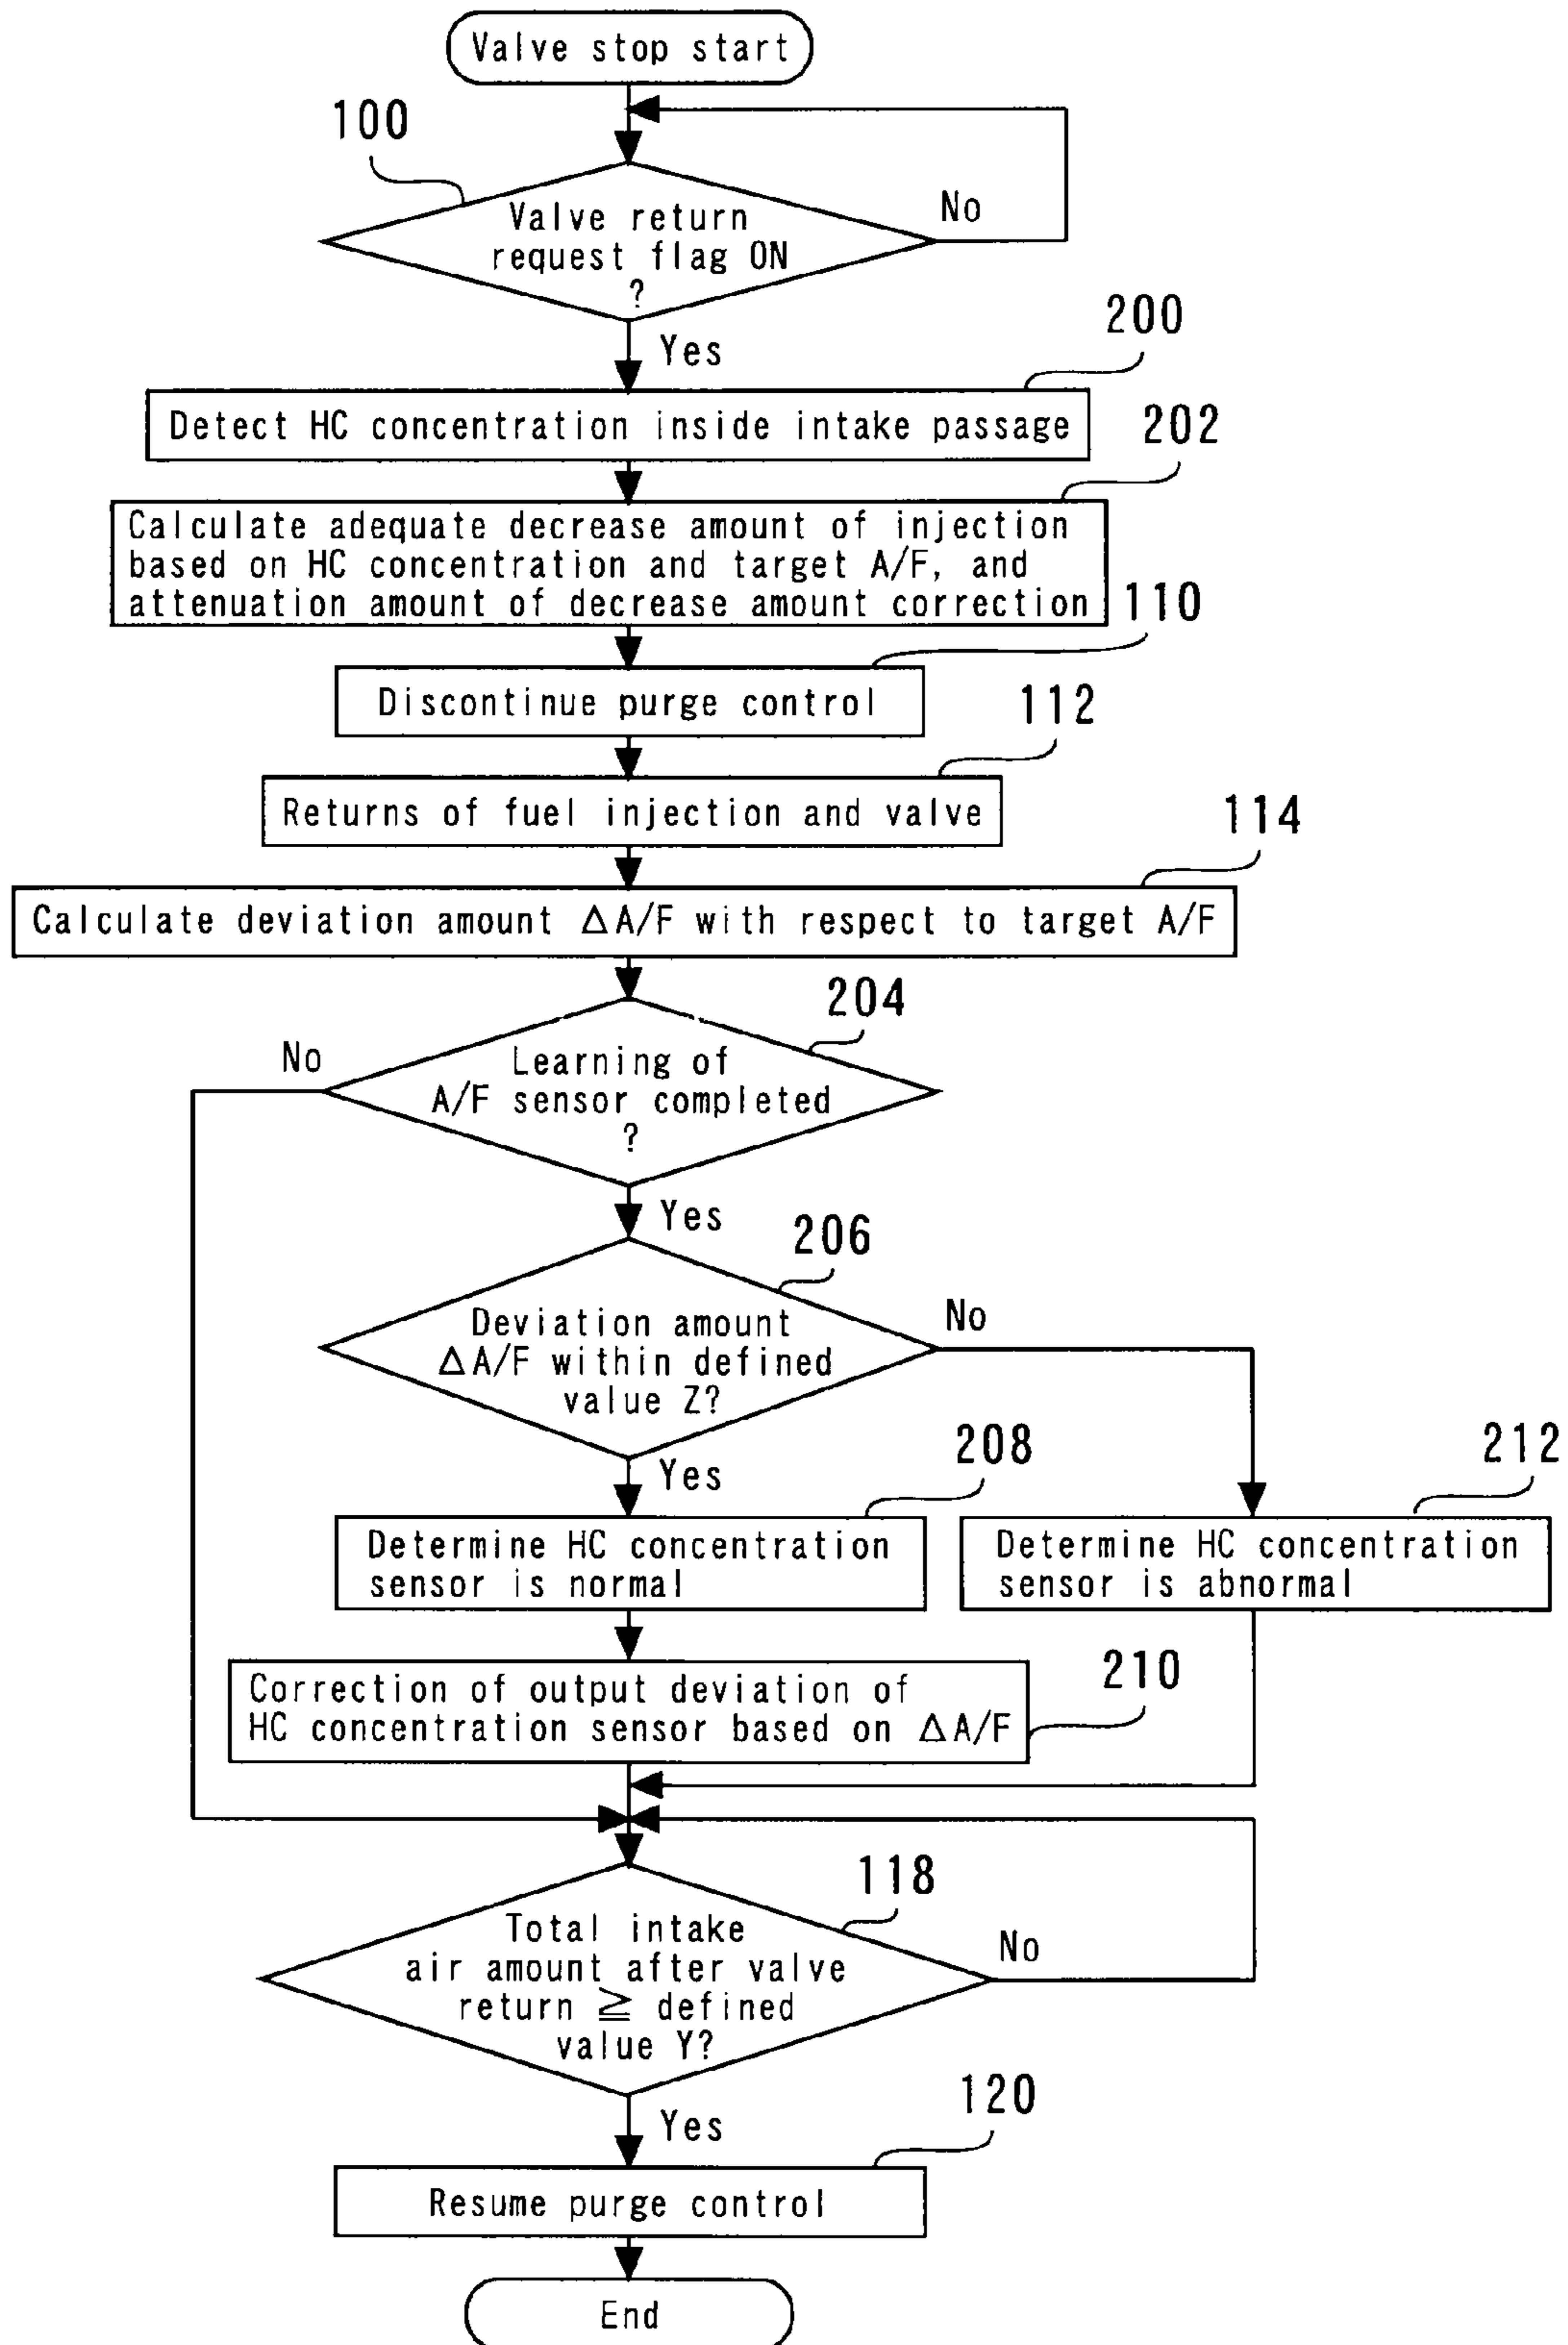 Valve stop start
100
Valve return
request flag ON
?
No
Yes
200
Detect HC concentration inside intake passage
202
Calculate adequate decrease amount of injection
based on HC concentration and target A/F, and
attenuation amount of decrease amount correction
110
Discontinue purge control
112
Returns of fuel injection and valve
114
Calculate deviation amount ΔA/F with respect to target A/F
204
No
Learning of
A/F sensor completed
?
Yes
206
Deviation amount
ΔA/F within defined
value Z?
No
Yes
208
Determine HC concentration
sensor is normal
212
Determine HC concentration
sensor is abnormal
210
Correction of output deviation of
HC concentration sensor based on ΔA/F
118
Total intake
air amount after valve
return ≧ defined
value Y?
No
Yes
120
Resume purge control
End